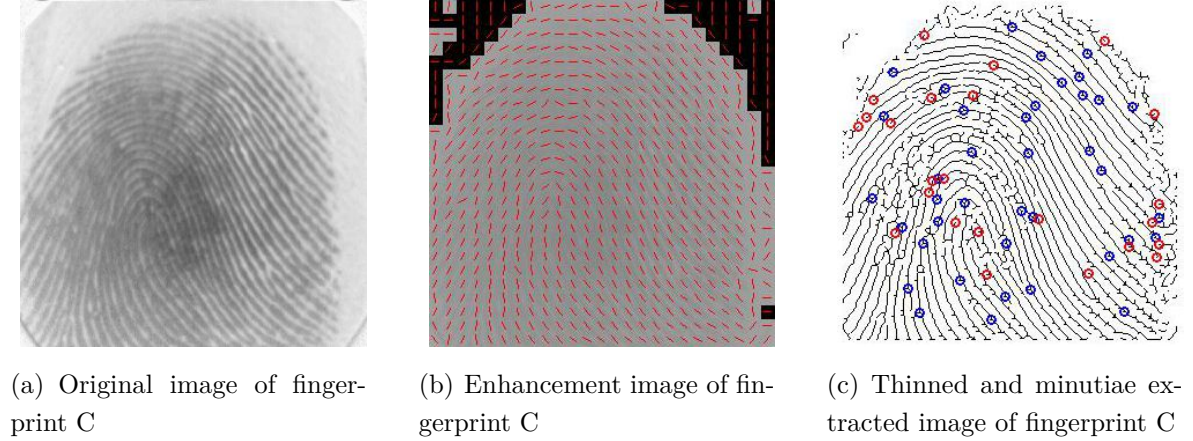 (a) Original image of finger-
print C
(b) Enhancement image of fin-
gerprint C
(c) Thinned and minutiae ex-
tracted image of fingerprint C